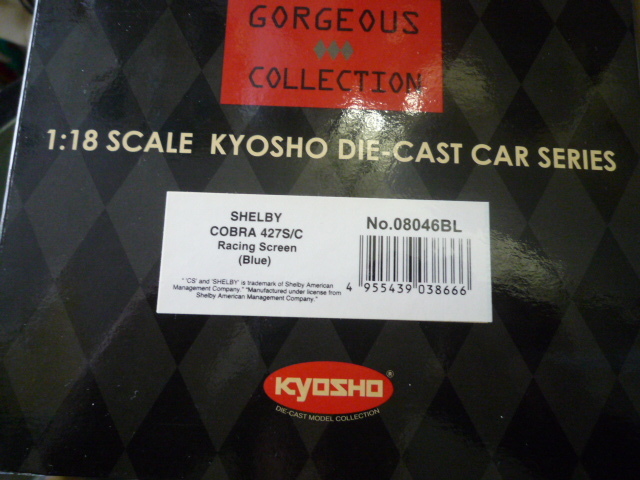 GORGEOUS
COLLECTION
1:18 SCALE KYOSHO DIE-CAST CAR SERIES
SHELBY
COBRA 427S/C
Racing Screen
(Blue)
No.08046BL
" 'CS' and 'SHELBY' is trademark of Shelby American
Management Company." "Manufactured under license from
Shelby American Management Company."
4 955439 038666
KYOSHO®
DIE-CAST MODEL COLLECTION